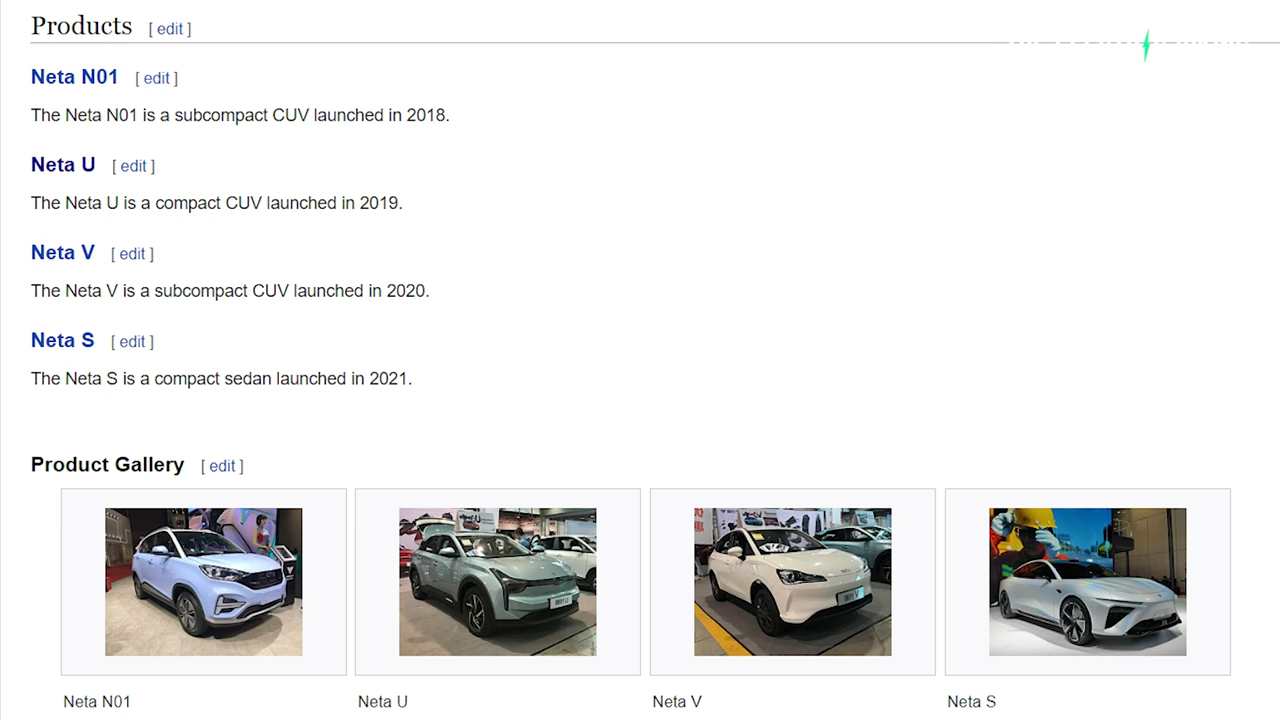 Products [ edit ]
Neta N01 [ edit ]
The Neta N01 is a subcompact CUV launched in 2018.
Neta U [ edit ]
The Neta U is a compact CUV launched in 2019.
Neta V [ edit ]
The Neta V is a subcompact CUV launched in 2020.
Neta S [ edit ]
The Neta S is a compact sedan launched in 2021.
Product Gallery [ edit ]
Neta N01
Neta U
Neta V
Neta S